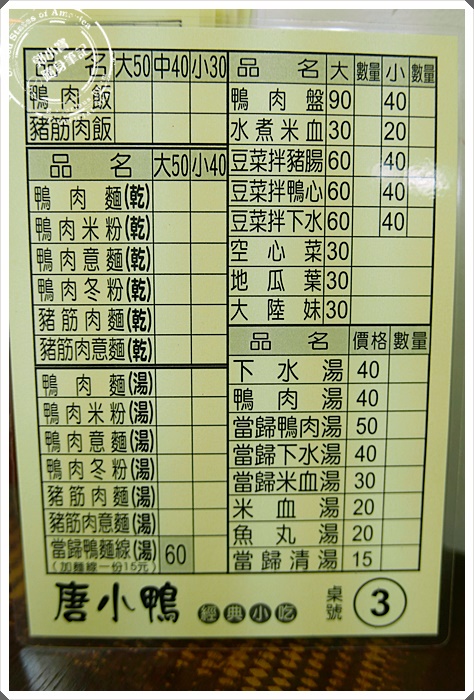 品 名 大50 中40 小30
鴨肉飯
豬筋肉飯
品 名 大50 小40
鴨肉麵(乾)
鴨肉米粉(乾)
鴨肉意麵(乾)
鴨肉冬粉(乾)
豬筋肉麵(乾)
豬筋肉意麵(乾)
鴨肉麵(湯)
鴨肉米粉(湯)
鴨肉意麵(湯)
鴨肉冬粉(湯)
豬筋肉麵(湯)
豬筋肉意麵(湯)
當歸鴨麵線(湯) 60
(加麵線一份15元)
品 名 大 數量 小 數量
鴨肉盤 90 40
水煮米血 30 20
豆菜拌豬腸 60 40
豆菜拌鴨心 60 40
豆菜拌下水 60 40
空心菜 30
地瓜葉 30
大陸妹 30
品 名 價格 數量
下水湯 40
鴨肉湯 40
當歸鴨肉湯 50
當歸下水湯 40
當歸米血湯 30
米血湯 20
魚丸湯 20
當歸清湯 15
唐小鴨 經典小吃 桌號 3